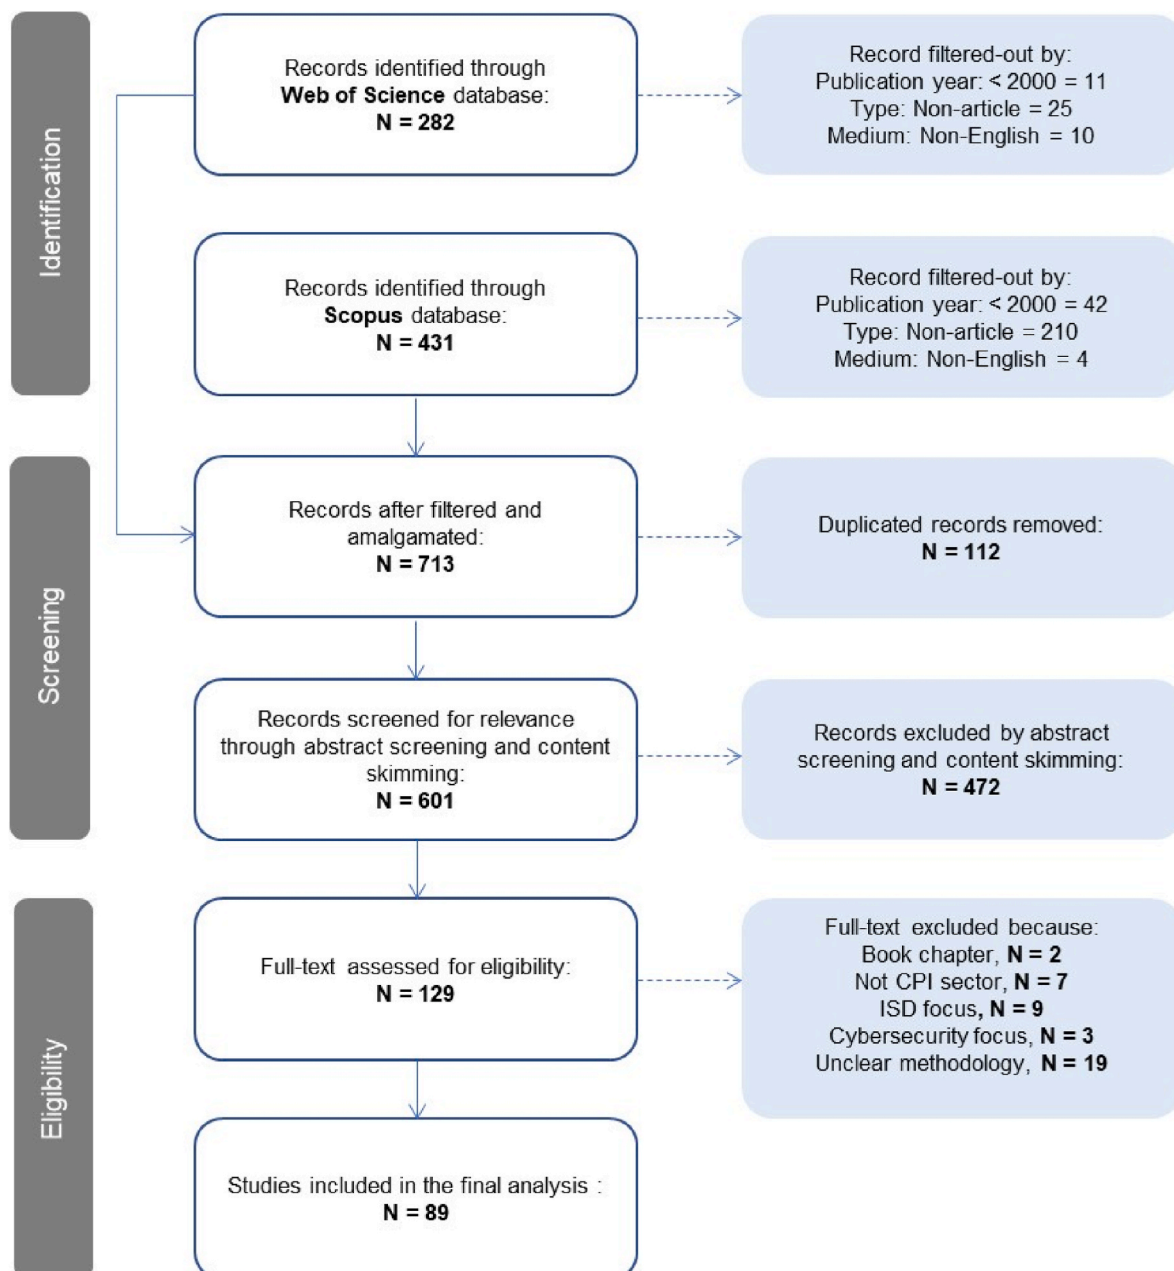 Identification
Records identified through
Web of Science database:
N = 282
Record filtered-out by:
Publication year: < 2000 = 11
Type: Non-article = 25
Medium: Non-English = 10
Records identified through
Scopus database:
N = 431
Record filtered-out by:
Publication year: < 2000 = 42
Type: Non-article = 210
Medium: Non-English = 4
Screening
Records after filtered and
amalgamated:
N = 713
Duplicated records removed:
N = 112
Records screened for relevance
through abstract screening and content
skimming:
N = 601
Records excluded by abstract
screening and content skimming:
N = 472
Eligibility
Full-text assessed for eligibility:
N = 129
Full-text excluded because:
Book chapter, N = 2
Not CPI sector, N = 7
ISD focus, N = 9
Cybersecurity focus, N = 3
Unclear methodology, N = 19
Studies included in the final analysis :
N = 89